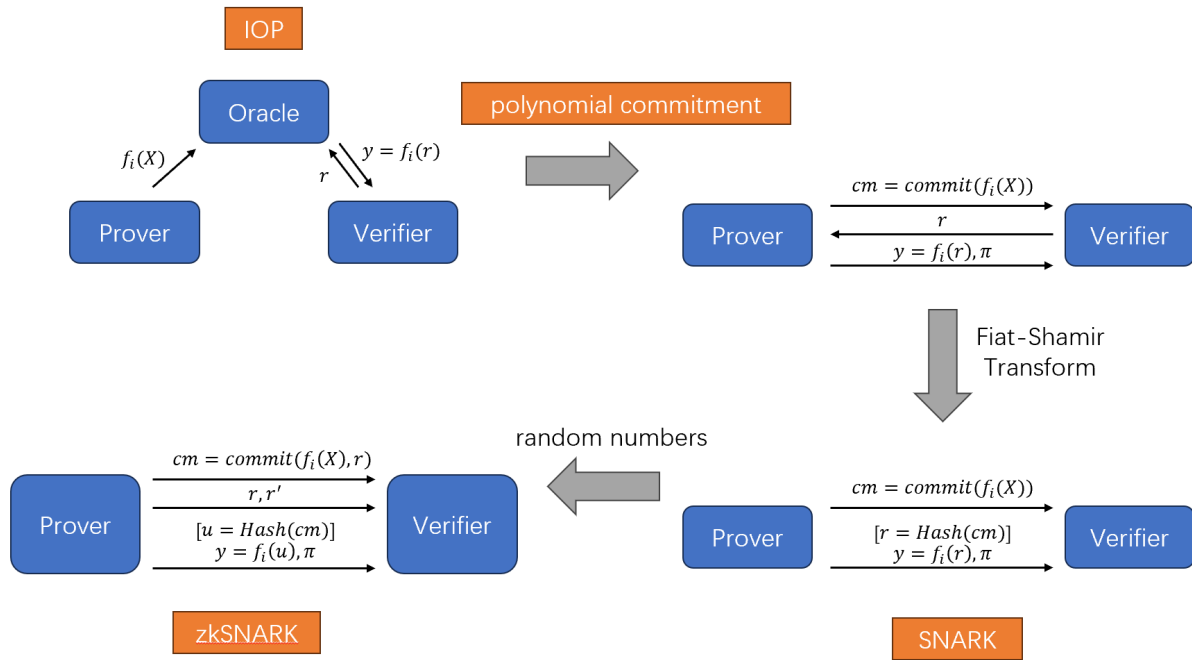 IOP
Oracle
f_i(X)
y = f_i(r)
r
Prover
Verifier
polynomial commitment
cm = commit(f_i(X))
r
y = f_i(r), π
Prover
Verifier
Fiat-Shamir
Transform
cm = commit(f_i(X))
[r = Hash(cm)]
y = f_i(r), π
Prover
Verifier
SNARK
random numbers
cm = commit(f_i(X), r)
r, r′
[u = Hash(cm)]
y = f_i(u), π
Prover
Verifier
zkSNARK